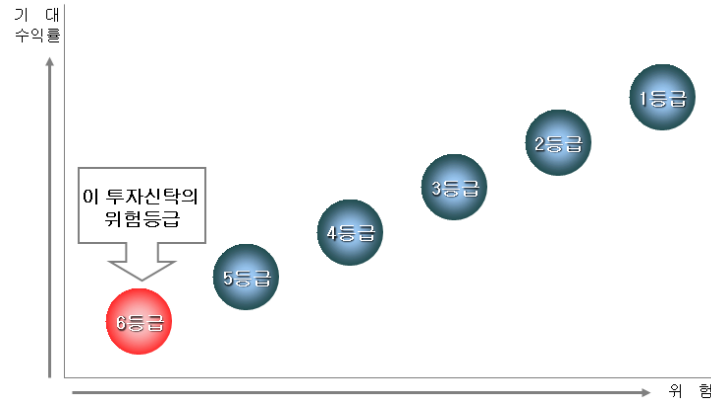 기 대
수익률
1등급
2등급
3등급
4등급
5등급
이 투자신탁의
위험등급
6등급
위 험